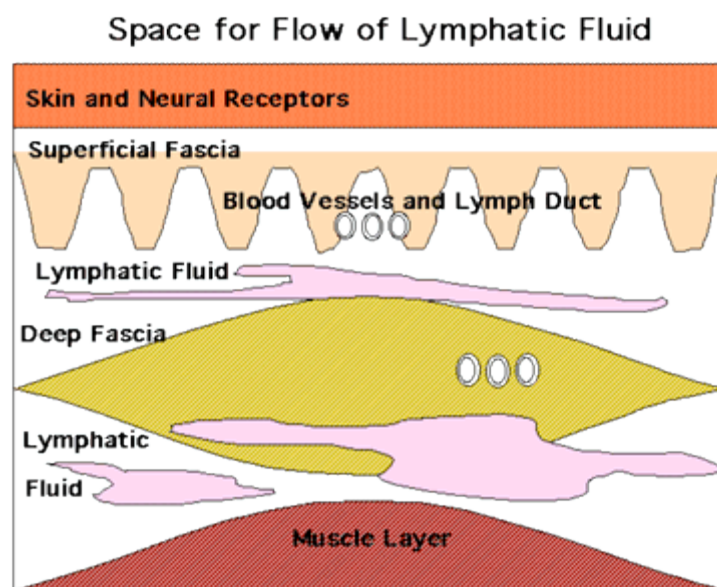 Space for Flow of Lymphatic Fluid
Skin and Neural Receptors
Superficial Fascia
Blood Vessels and Lymph Duct
Lymphatic Fluid
Deep Fascia
Lymphatic
Fluid
Muscle Layer